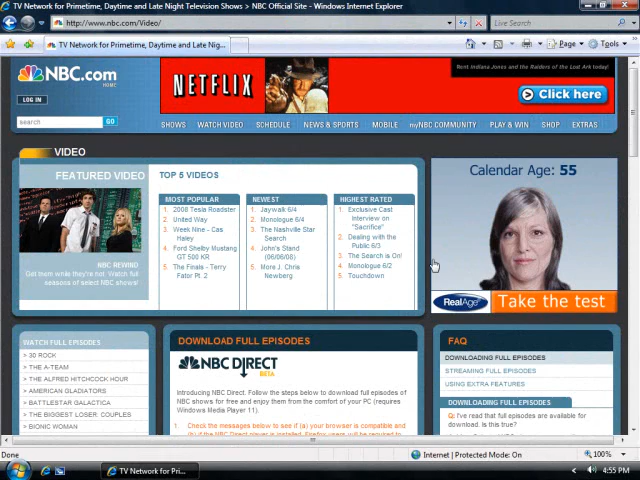 TV Network for Primetime, Daytime and Late Night Television Shows > NBC Official Site - Windows Internet Explorer
http://www.nbc.com/Video/
Live Search
TV Network for Primetime, Daytime and Late Nig...
Page
Tools
NBC.com
HOME
NETFLIX
Rent Indiana Jones and the Raiders of the Lost Ark today!
Click here
LOG IN
search
GO
SHOWS WATCH VIDEO SCHEDULE NEWS & SPORTS MOBILE myNBC COMMUNITY PLAY & WIN SHOP EXTRAS
VIDEO
FEATURED VIDEO
NBC REWIND
Get them while they're hot. Watch full
seasons of select NBC shows!
TOP 5 VIDEOS
MOST POPULAR
1. 2008 Tesla Roadster
2. United Way
3. Week Nine - Cas
Haley
4. Ford Shelby Mustang
GT 500 KR
5. The Finals - Terry
Fator Pt. 2
NEWEST
1. Jaywalk 6/4
2. Monologue 6/4
3. The Nashville Star
Search
4. John's Stand
(06/06/08)
5. More J. Chris
Newberg
HIGHEST RATED
1. Exclusive Cast
Interview on
"Sacrifice"
2. Dealing with the
Public 6/3
3. The Search is On!
4. Monologue 6/2
5. Touchdown
Calendar Age: 55
RealAge
Take the test
WATCH FULL EPISODES
> 30 ROCK
> THE A-TEAM
> THE ALFRED HITCHCOCK HOUR
> AMERICAN GLADIATORS
> BATTLESTAR GALACTICA
> THE BIGGEST LOSER: COUPLES
> BIONIC WOMAN
DOWNLOAD FULL EPISODES
NBC DIRECT
BETA
Introducing NBC Direct. Follow the steps below to download full episodes of
NBC shows for free and enjoy them from the comfort of your PC (requires
Windows Media Player 11).
1. Check the messages below to see if (a) your browser is compatible and
(b) if the NBC Direct player is installed. Firefox users will be required to
FAQ
DOWNLOADING FULL EPISODES
STREAMING FULL EPISODES
USING EXTRA FEATURES
DOWNLOADING FULL EPISODES
Q: I've read that full episodes are available for
download. Is this true?
Done
Internet | Protected Mode: On
100%
TV Network for Pri...
4:55 PM